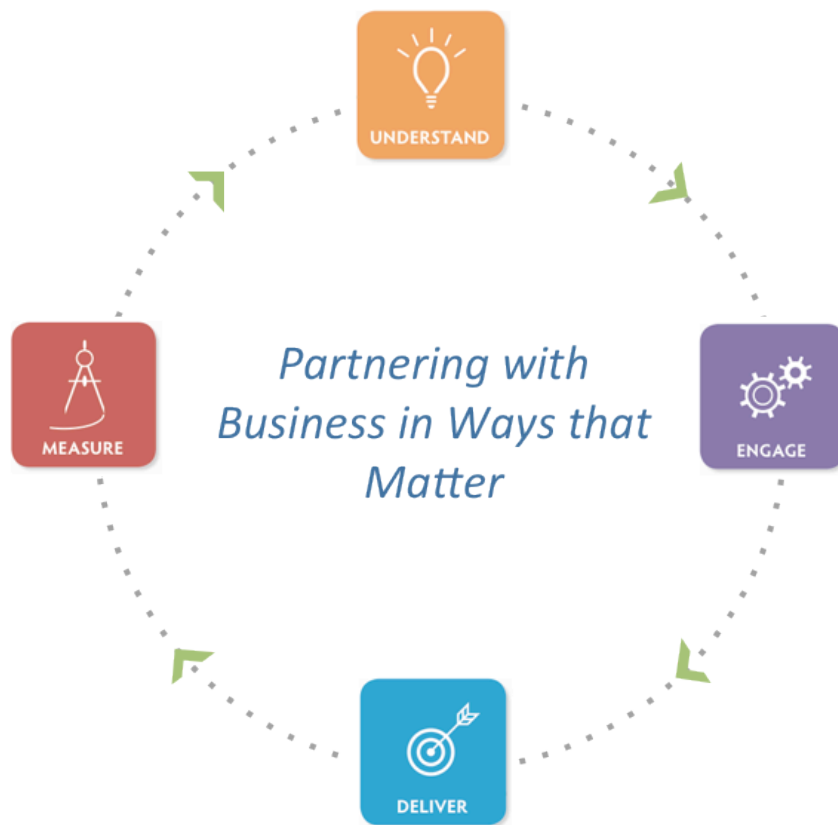 UNDERSTAND
MEASURE
Partnering with
Business in Ways that
Matter
ENGAGE
DELIVER